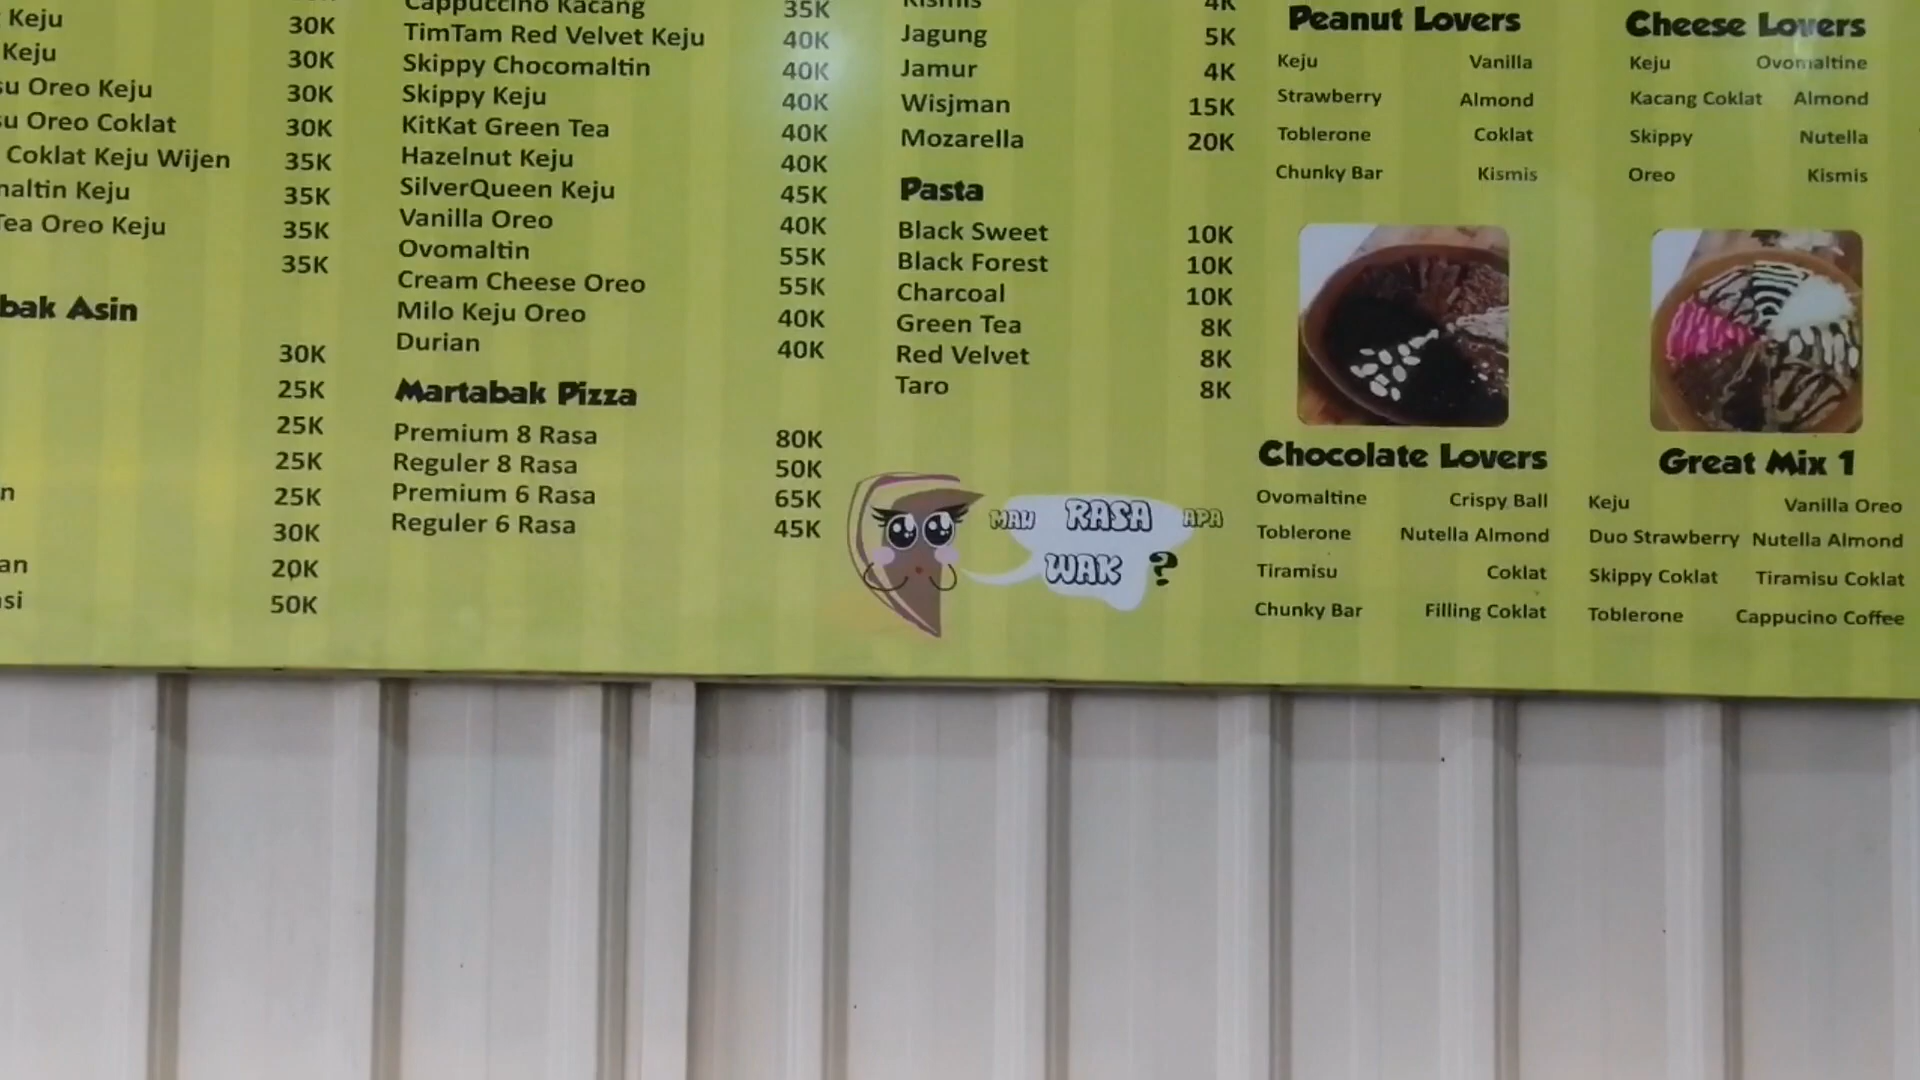 Keju
30K
Keju
30K
su Oreo Keju
30K
su Oreo Coklat
30K
Coklat Keju Wijen
35K
maltin Keju
35K
Tea Oreo Keju
35K
35K
bak Asin
30K
25K
25K
25K
n
25K
30K
an
20K
si
50K
Cappuccino Kacang
35K
TimTam Red Velvet Keju
40K
Skippy Chocomaltin
40K
Skippy Keju
40K
KitKat Green Tea
40K
Hazelnut Keju
40K
SilverQueen Keju
45K
Vanilla Oreo
40K
Ovomaltin
55K
Cream Cheese Oreo
55K
Milo Keju Oreo
40K
Durian
40K
Martabak Pizza
Premium 8 Rasa
80K
Reguler 8 Rasa
50K
Premium 6 Rasa
65K
Reguler 6 Rasa
45K
Kismis
4K
Jagung
5K
Jamur
4K
Wisjman
15K
Mozarella
20K
Pasta
Black Sweet
10K
Black Forest
10K
Charcoal
10K
Green Tea
8K
Red Velvet
8K
Taro
8K
MAU RASA APA
WAK ?
Peanut Lovers
Keju Vanilla
Strawberry Almond
Toblerone Coklat
Chunky Bar Kismis
Cheese Lovers
Keju Ovomaltine
Kacang Coklat Almond
Skippy Nutella
Oreo Kismis
Chocolate Lovers
Ovomaltine Crispy Ball
Toblerone Nutella Almond
Tiramisu Coklat
Chunky Bar Filling Coklat
Great Mix 1
Keju Vanilla Oreo
Duo Strawberry Nutella Almond
Skippy Coklat Tiramisu Coklat
Toblerone Cappucino Coffee